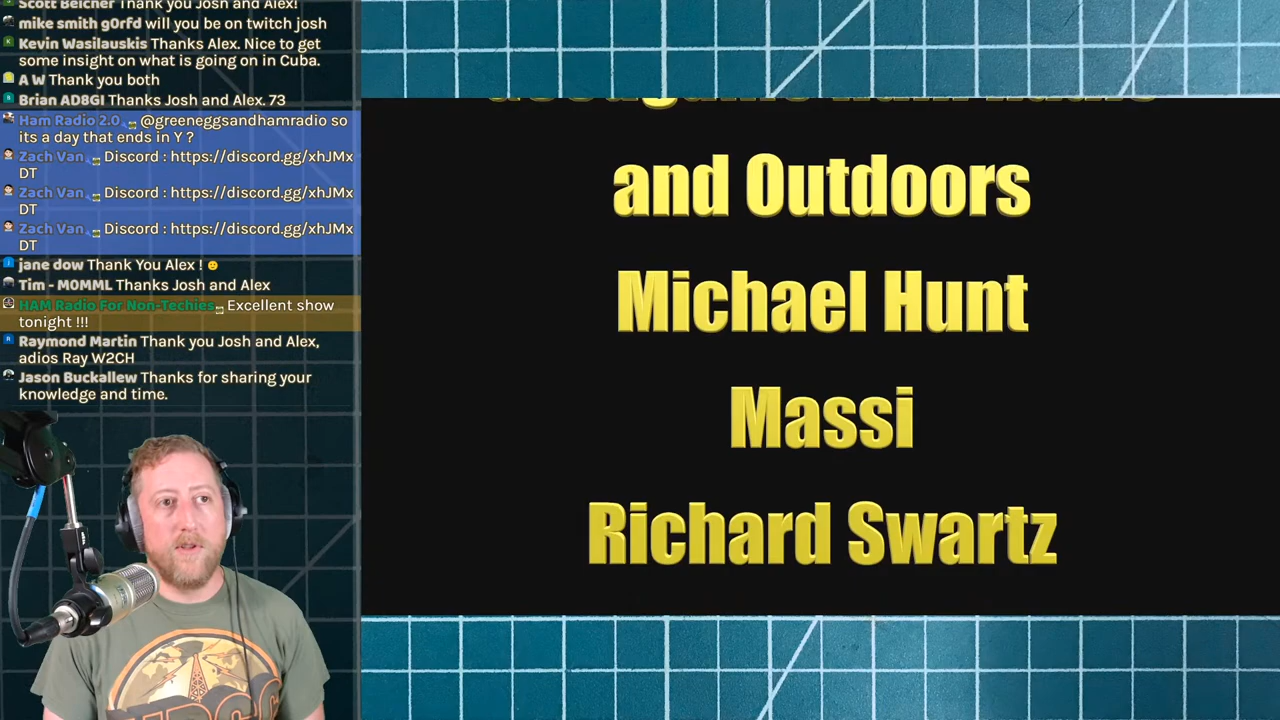 Scott Belcher Thank you Josh and Alex!
mike smith g0rfd will you be on twitch josh
Kevin Wasilauskis Thanks Alex. Nice to get
some insight on what is going on in Cuba.
A W Thank you both
Brian AD8GI Thanks Josh and Alex. 73
Ham Radio 2.0 @greeneggsandhamradio so
its a day that ends in Y ?
Zach Van Discord : https://discord.gg/xhJMx
DT
Zach Van Discord : https://discord.gg/xhJMx
DT
Zach Van Discord : https://discord.gg/xhJMx
DT
jane dow Thank You Alex !
Tim - M0MML Thanks Josh and Alex
HAM Radio For Non-Techies Excellent show
tonight !!!
Raymond Martin Thank you Josh and Alex,
adios Ray W2CH
Jason Buckallew Thanks for sharing your
knowledge and time.
and Outdoors
Michael Hunt
Massi
Richard Swartz